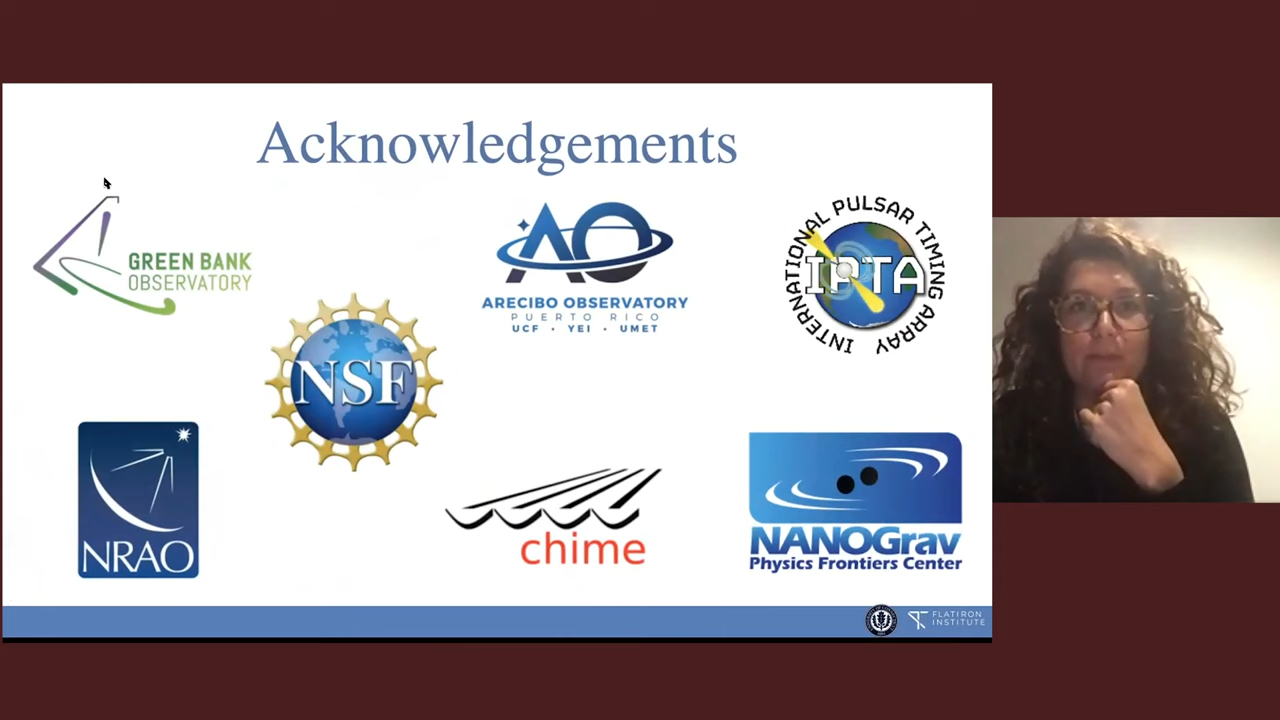 Acknowledgements
GREEN BANK
OBSERVATORY
AO
ARECIBO OBSERVATORY
PUERTO RICO
UCF • YEI • UMET
INTERNATIONAL PULSAR TIMING ARRAY
IPTA
NSF
NRAO
chime
NANOGrav
Physics Frontiers Center
FLATIRON
INSTITUTE